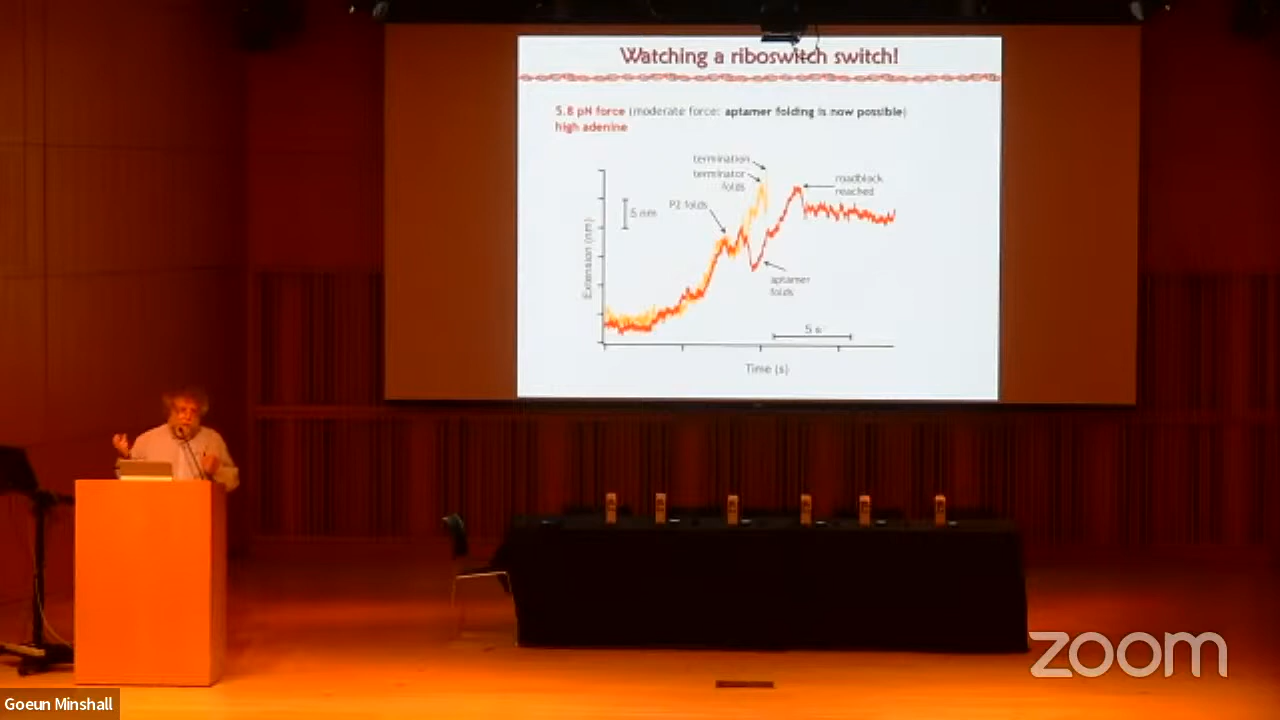 Watching a riboswitch switch!
5.8 pN force (moderate force: aptamer folding is now possible)
high adenine
termination
terminator
folds
roadblock
reached
P2 folds
5 nm
Extension (nm)
aptamer
folds
5 s
Time (s)
zoom
Goeun Minshall